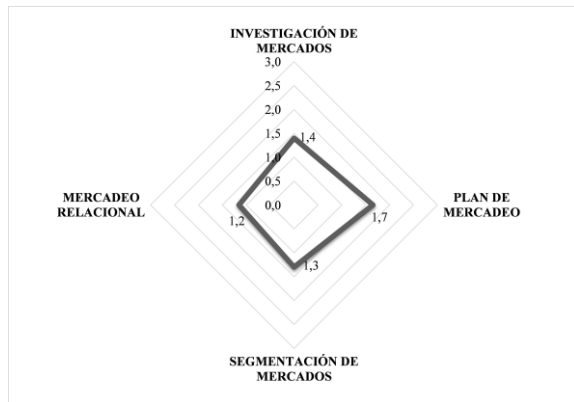 INVESTIGACIÓN DE
MERCADOS
3,0
2,5
2,0
1,5
1,4
1,0
0,5
MERCADEO
RELACIONAL
0,0
PLAN DE
MERCADEO
1,2
1,7
1,3
SEGMENTACIÓN DE
MERCADOS